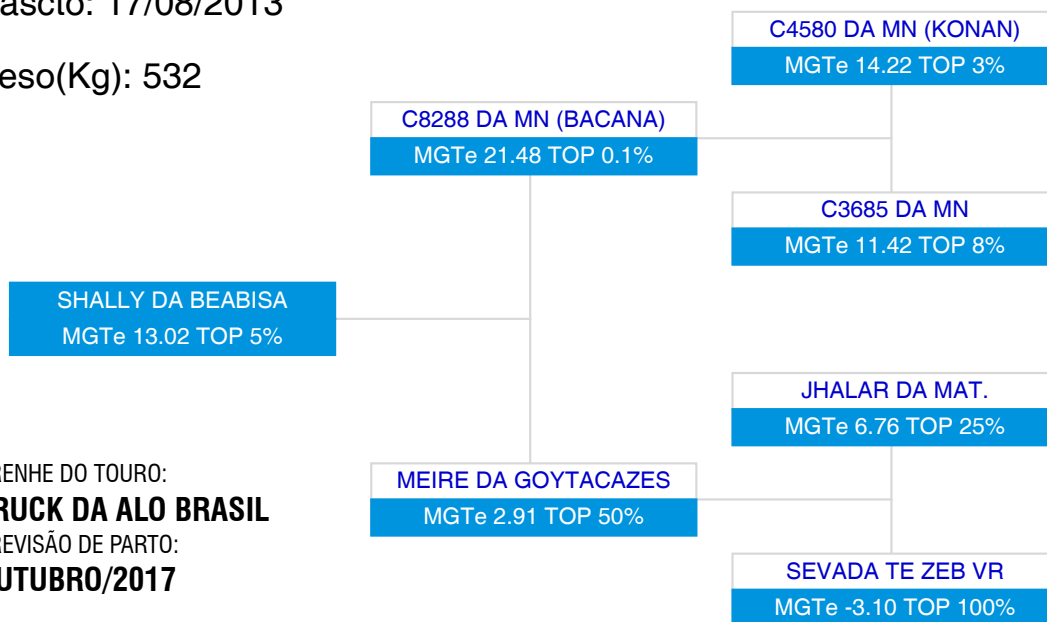 ascto: 17/08/2013
eso(Kg): 532
C4580 DA MN (KONAN)
MGTe 14.22 TOP 3%
C8288 DA MN (BACANA)
MGTe 21.48 TOP 0.1%
C3685 DA MN
MGTe 11.42 TOP 8%
SHALLY DA BEABISA
MGTe 13.02 TOP 5%
JHALAR DA MAT.
MGTe 6.76 TOP 25%
MEIRE DA GOYTACAZES
MGTe 2.91 TOP 50%
SEVADA TE ZEB VR
MGTe -3.10 TOP 100%
RENHE DO TOURO:
RUCK DA ALO BRASIL
REVISÃO DE PARTO:
UTUBRO/2017